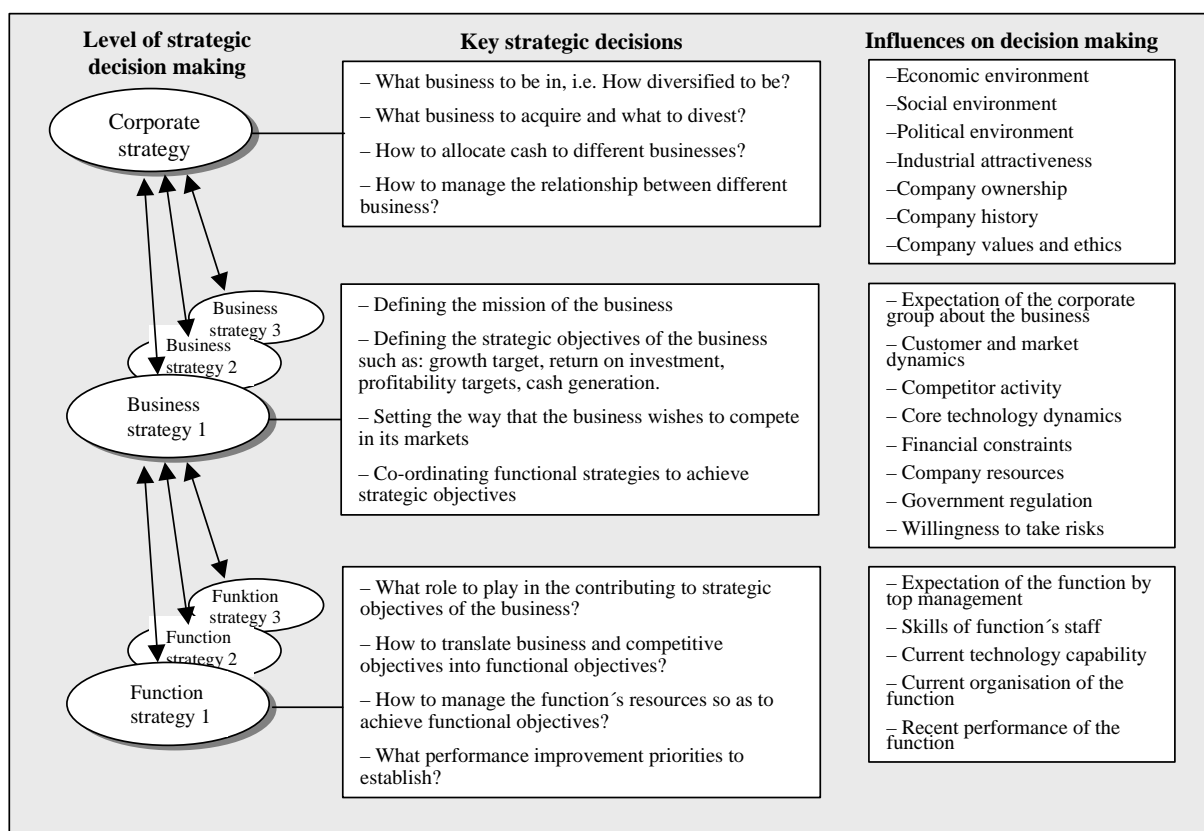 Level of strategic
decision making
Key strategic decisions
Influences on decision making
Corporate
strategy
– What business to be in, i.e. How diversified to be?
– What business to acquire and what to divest?
– How to allocate cash to different businesses?
– How to manage the relationship between different
business?
–Economic environment
–Social environment
–Political environment
–Industrial attractiveness
–Company ownership
–Company history
–Company values and ethics
Business
strategy 3
Business
strategy 2
Business
strategy 1
– Defining the mission of the business
– Defining the strategic objectives of the business
such as: growth target, return on investment,
profitability targets, cash generation.
– Setting the way that the business wishes to compete
in its markets
– Co-ordinating functional strategies to achieve
strategic objectives
– Expectation of the corporate
group about the business
– Customer and market
dynamics
– Competitor activity
– Core technology dynamics
– Financial constraints
– Company resources
– Government regulation
– Willingness to take risks
Funktion
strategy 3
Function
strategy 2
Function
strategy 1
– What role to play in the contributing to strategic
objectives of the business?
– How to translate business and competitive
objectives into functional objectives?
– How to manage the function´s resources so as to
achieve functional objectives?
– What performance improvement priorities to
establish?
– Expectation of the function by
top management
– Skills of function´s staff
– Current technology capability
– Current organisation of the
function
– Recent performance of the
function